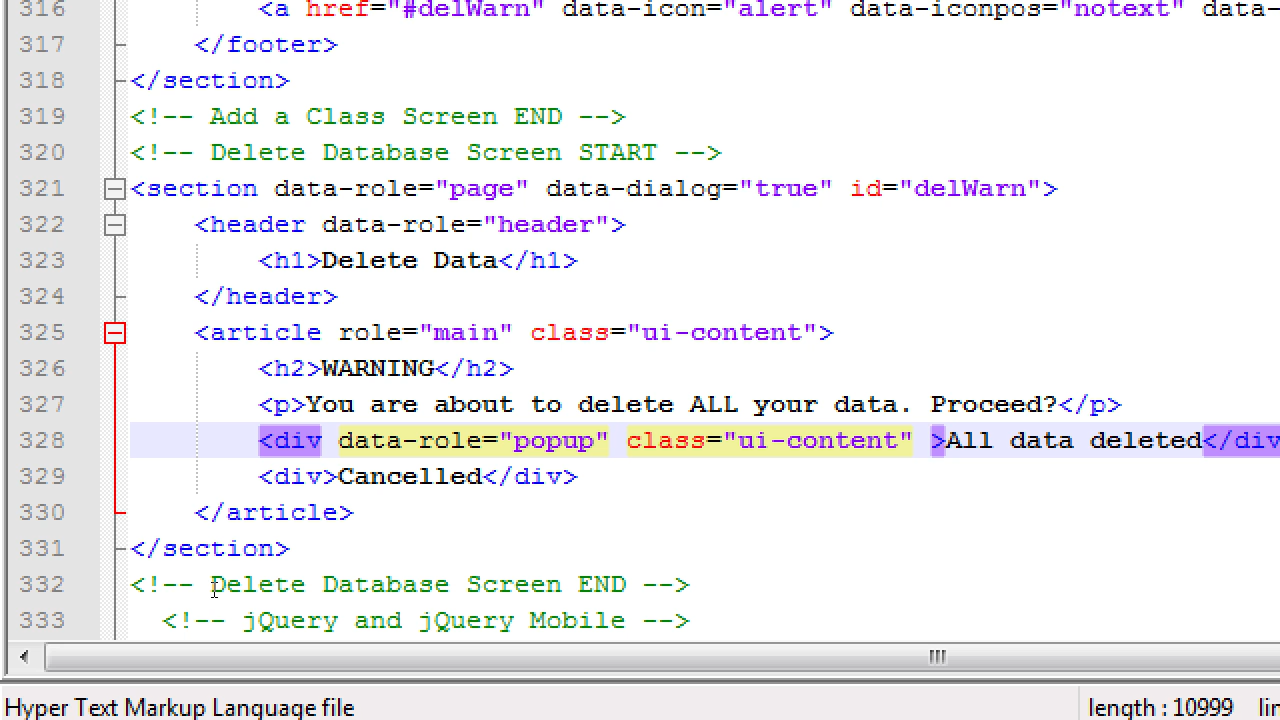 316 <a href="#delWarn" data-icon="alert" data-iconpos="notext" data-
317 </footer>
318 </section>
319 <!-- Add a Class Screen END -->
320 <!-- Delete Database Screen START -->
321 <section data-role="page" data-dialog="true" id="delWarn">
322 <header data-role="header">
323 <h1>Delete Data</h1>
324 </header>
325 <article role="main" class="ui-content">
326 <h2>WARNING</h2>
327 <p>You are about to delete ALL your data. Proceed?</p>
328 <div data-role="popup" class="ui-content" >All data deleted</div
329 <div>Cancelled</div>
330 </article>
331 </section>
332 <!-- Delete Database Screen END -->
333 <!-- jQuery and jQuery Mobile -->
Hyper Text Markup Language file length : 10999 lin